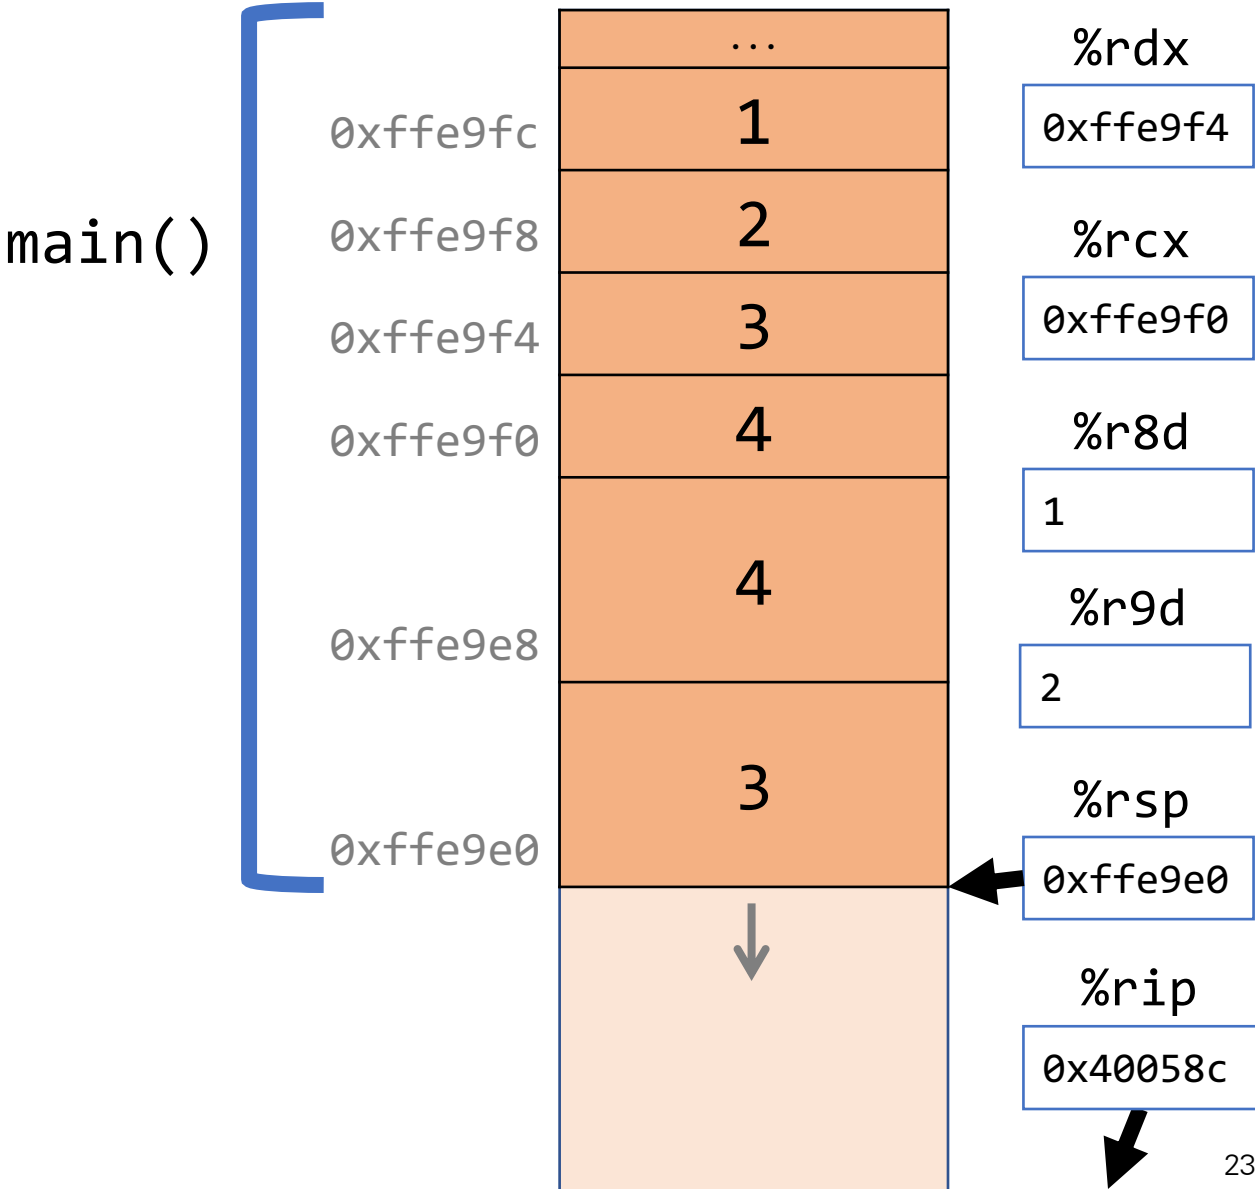 main()
0xffe9fc
0xffe9f8
0xffe9f4
0xffe9f0
0xffe9e8
0xffe9e0
...
1
2
3
4
4
3
%rdx
0xffe9f4
%rcx
0xffe9f0
%r8d
1
%r9d
2
%rsp
0xffe9e0
%rip
0x40058c
23